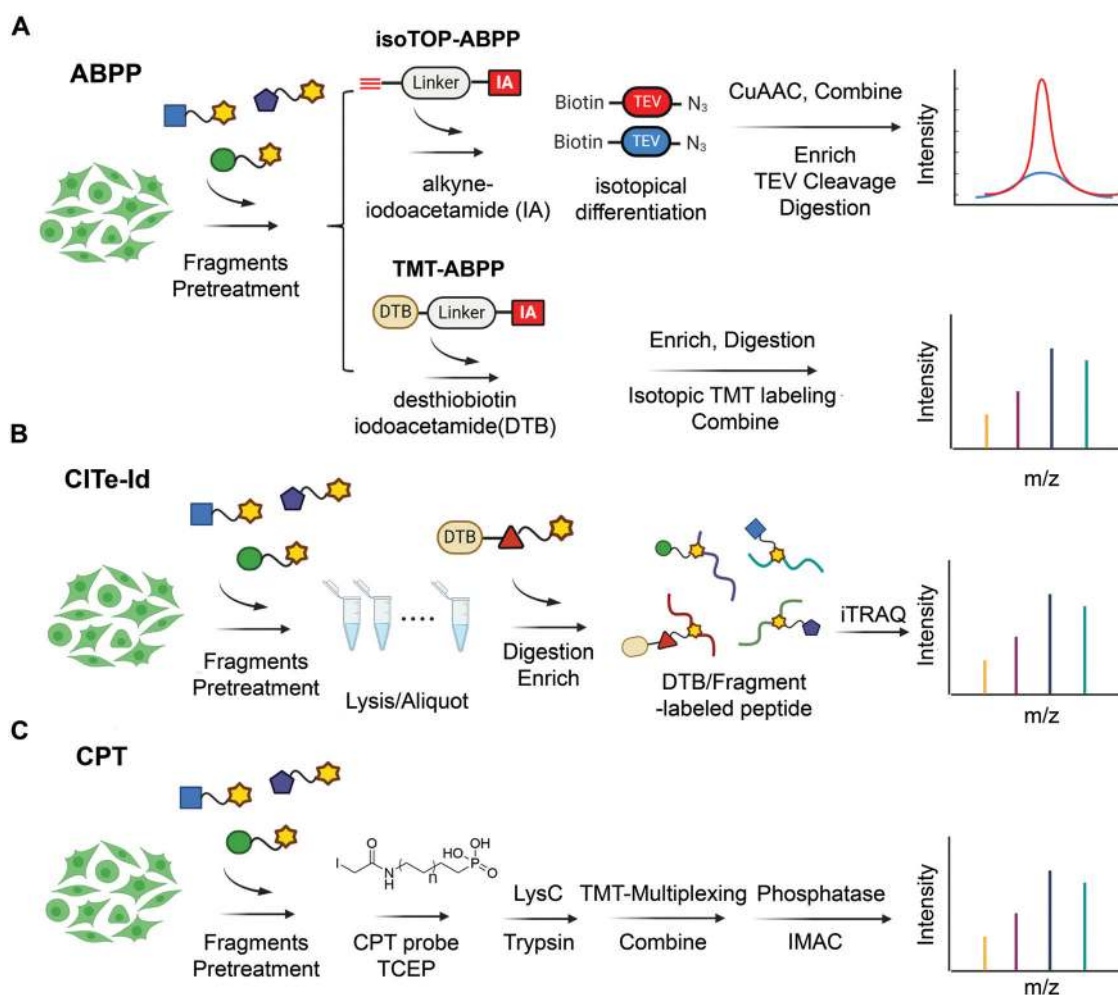 A
ABPP
Fragments
Pretreatment
isoTOP-ABPP
Linker
IA
alkyne-
iodoacetamide (IA)
Biotin TEV N₃
Biotin TEV N₃
isotopical
differentiation
CuAAC, Combine
Enrich
TEV Cleavage
Digestion
Intensity
TMT-ABPP
DTB Linker IA
desthiobiotin
iodoacetamide(DTB)
Enrich, Digestion
Isotopic TMT labeling
Combine
Intensity
m/z
B
CITe-Id
Fragments
Pretreatment
Lysis/Aliquot
DTB
Digestion
Enrich
DTB/Fragment
-labeled peptide
iTRAQ
Intensity
m/z
C
CPT
Fragments
Pretreatment
I
O
N
H
n
HO
OH
P
O
CPT probe
TCEP
LysC
Trypsin
TMT-Multiplexing
Combine
Phosphatase
IMAC
Intensity
m/z